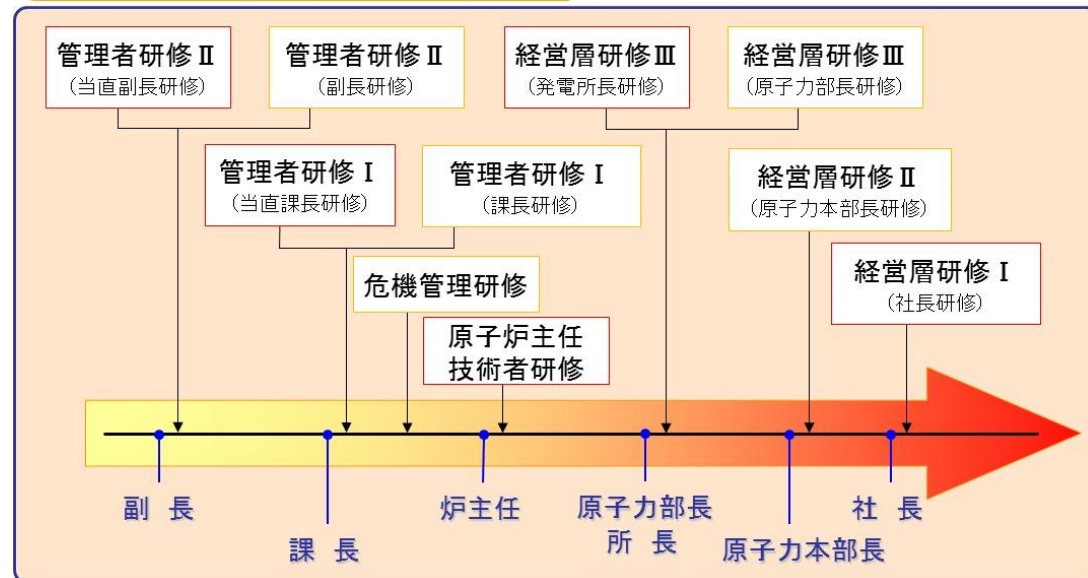 管理者研修Ⅱ
（当直副長研修）
管理者研修Ⅱ
（副長研修）
経営層研修Ⅲ
（発電所長研修）
経営層研修Ⅲ
（原子力部長研修）
管理者研修Ⅰ
（当直課長研修）
管理者研修Ⅰ
（課長研修）
経営層研修Ⅱ
（原子力本部長研修）
危機管理研修
経営層研修Ⅰ
（社長研修）
原子炉主任
技術者研修
副 長
課 長
炉主任
原子力部長
所 長
原子力本部長
社 長